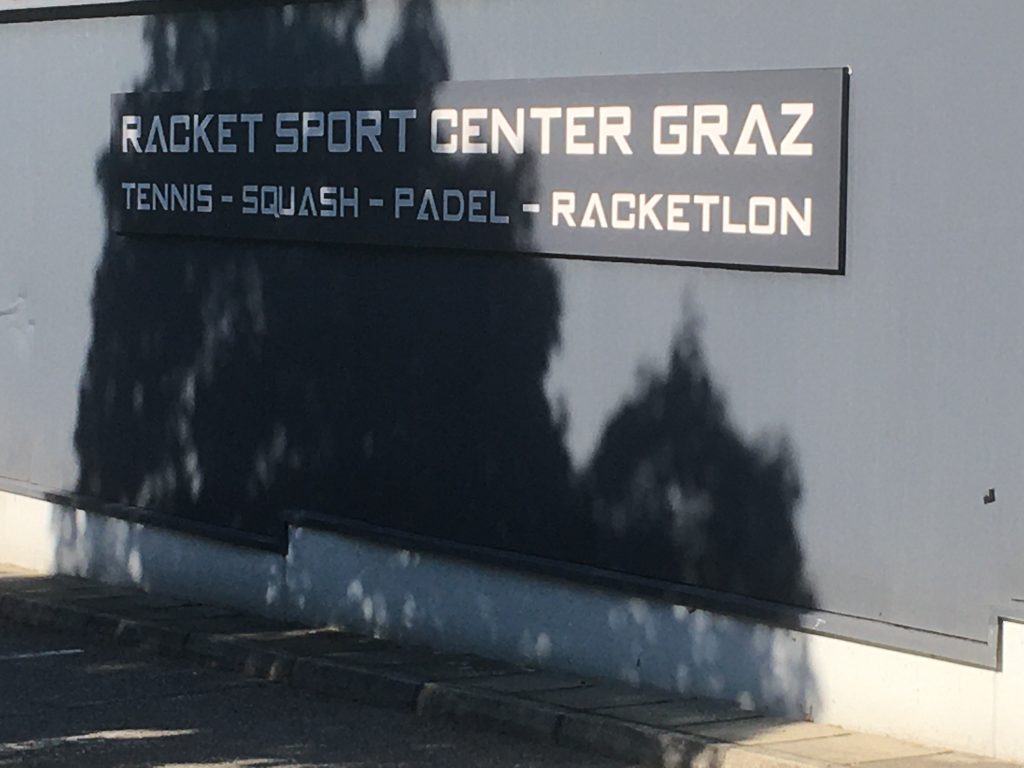 RACKET SPORT CENTER GRAZ
TENNIS - SQUASH - PADEL - RACKETLON